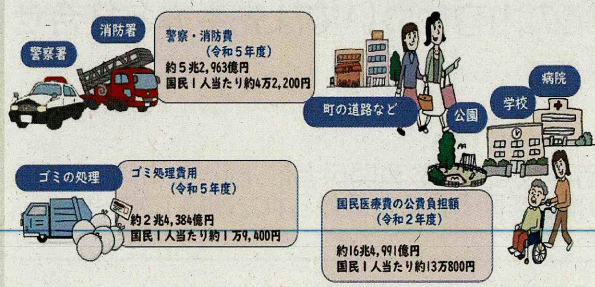 消防署
警察署
警察・消防費
(令和5年度)
約5兆2,963億円
国民1人当たり約4万2,200円
町の道路など
公園
学校
病院
ゴミの処理
ゴミ処理費用
(令和5年度)
約2兆4,384億円
国民1人当たり約1万9,400円
国民医療費の公費負担額
(令和2年度)
約16兆4,991億円
国民1人当たり約13万800円